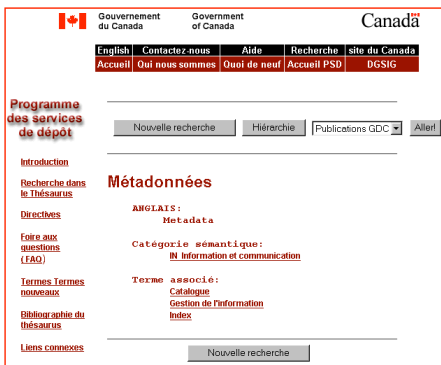 Gouvernement du Canada
Government of Canada
Canada
English Contactez-nous Aide Recherche site du Canada
Accueil Qui nous sommes Quoi de neuf Accueil PSD DGSIG
Programme
des services
de dépôt
Nouvelle recherche Hiérarchie Publications GDC Aller!
Introduction
Recherche dans
le Thésaurus
Directives
Foire aux
questions
(FAQ)
Termes Termes
nouveaux
Bibliographie du
thésaurus
Liens connexes
Métadonnées
ANGLAIS:
Metadata
Catégorie sémantique:
IN Information et communication
Terme associé:
Catalogue
Gestion de l'information
Index
Nouvelle recherche